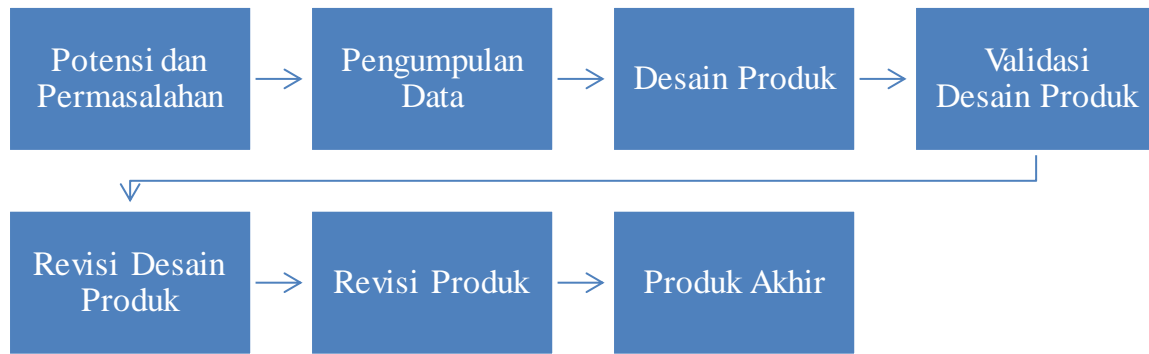 Potensi dan
Permasalahan
Pengumpulan
Data
Desain Produk
Validasi
Desain Produk
Revisi Desain
Produk
Revisi Produk
Produk Akhir